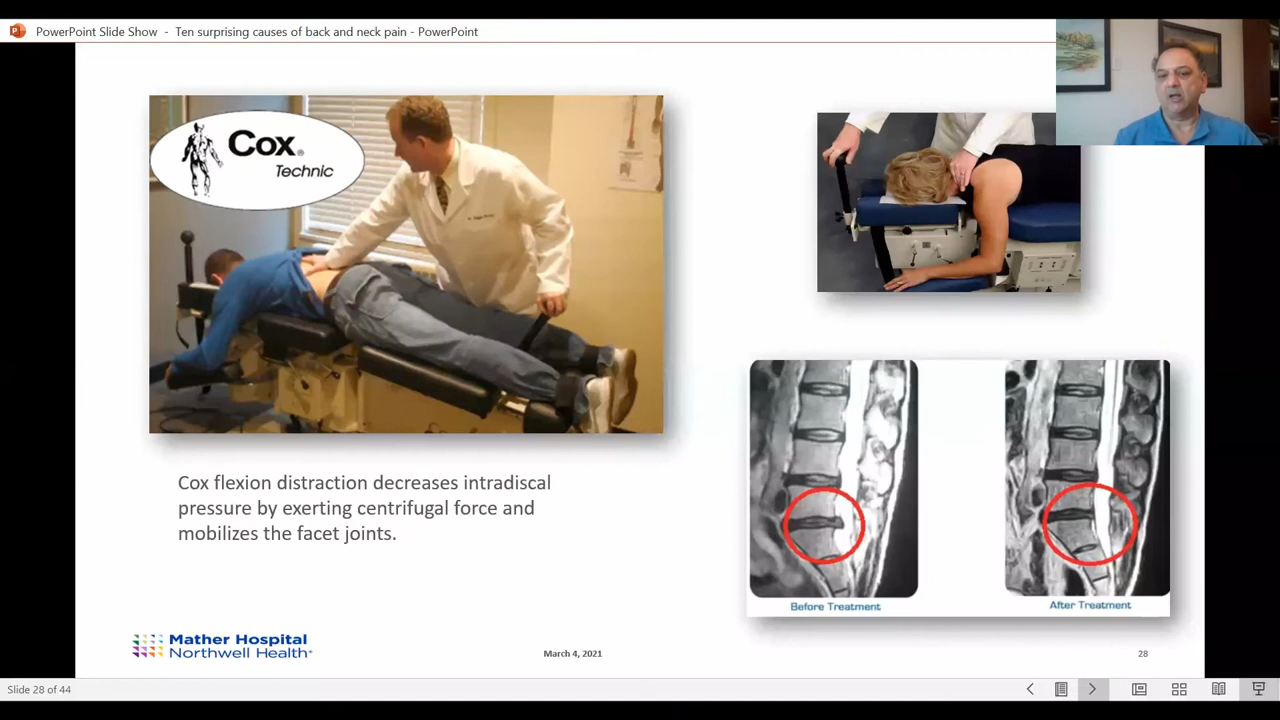 PowerPoint Slide Show - Ten surprising causes of back and neck pain - PowerPoint
Cox®
Technic
Cox flexion distraction decreases intradiscal
pressure by exerting centrifugal force and
mobilizes the facet joints.
Before Treatment
After Treatment
Mather Hospital
Northwell Health®
March 4, 2021
28
Slide 28 of 44